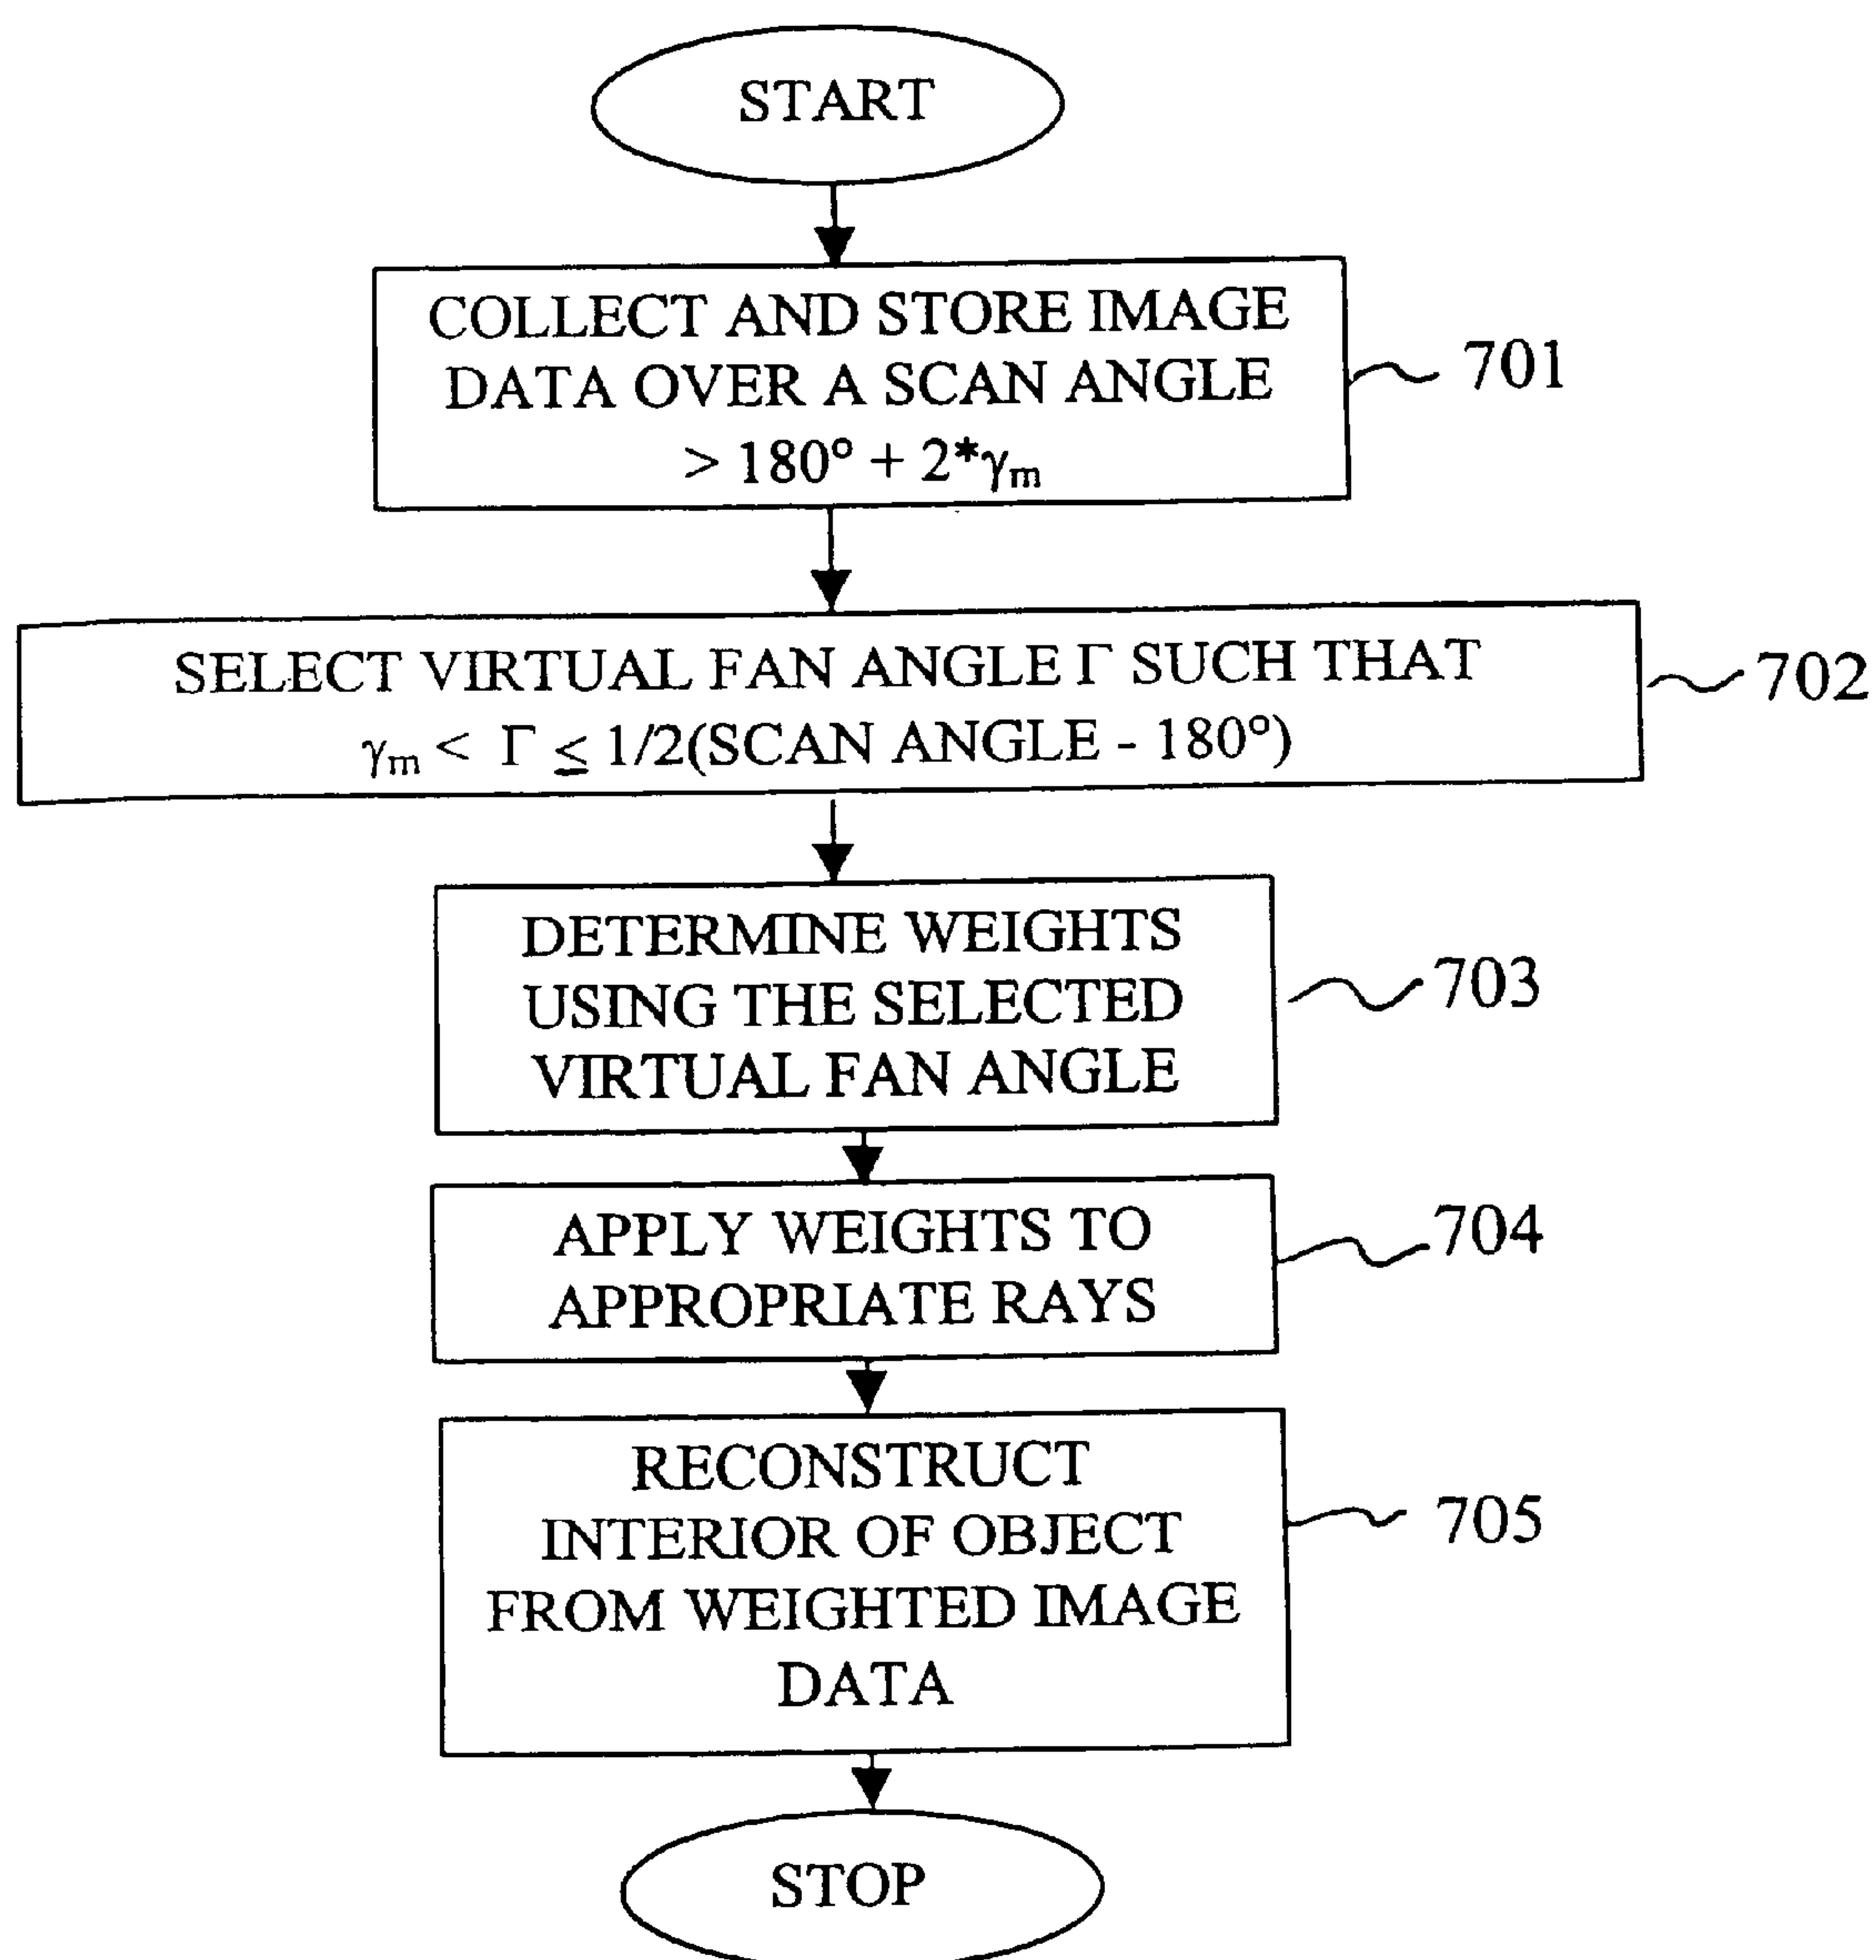 START
COLLECT AND STORE IMAGE
DATA OVER A SCAN ANGLE
> 180° + 2*γm
701
SELECT VIRTUAL FAN ANGLE Γ SUCH THAT
γm < Γ ≤ 1/2(SCAN ANGLE - 180°)
702
DETERMINE WEIGHTS
USING THE SELECTED
VIRTUAL FAN ANGLE
703
APPLY WEIGHTS TO
APPROPRIATE RAYS
704
RECONSTRUCT
INTERIOR OF OBJECT
FROM WEIGHTED IMAGE
DATA
705
STOP